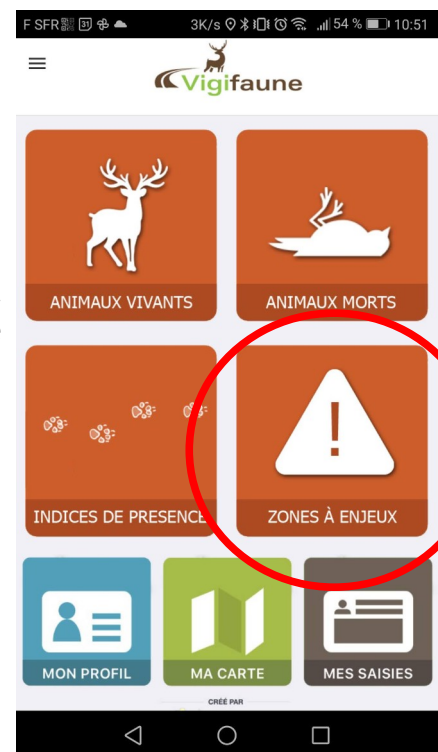 F SFR 31 3K/s 54 % 10:51
Vigifaune
ANIMAUX VIVANTS ANIMAUX MORTS
!
INDICES DE PRESENCE ZONES À ENJEUX
MON PROFIL MA CARTE MES SAISIES
CRÉÉ PAR